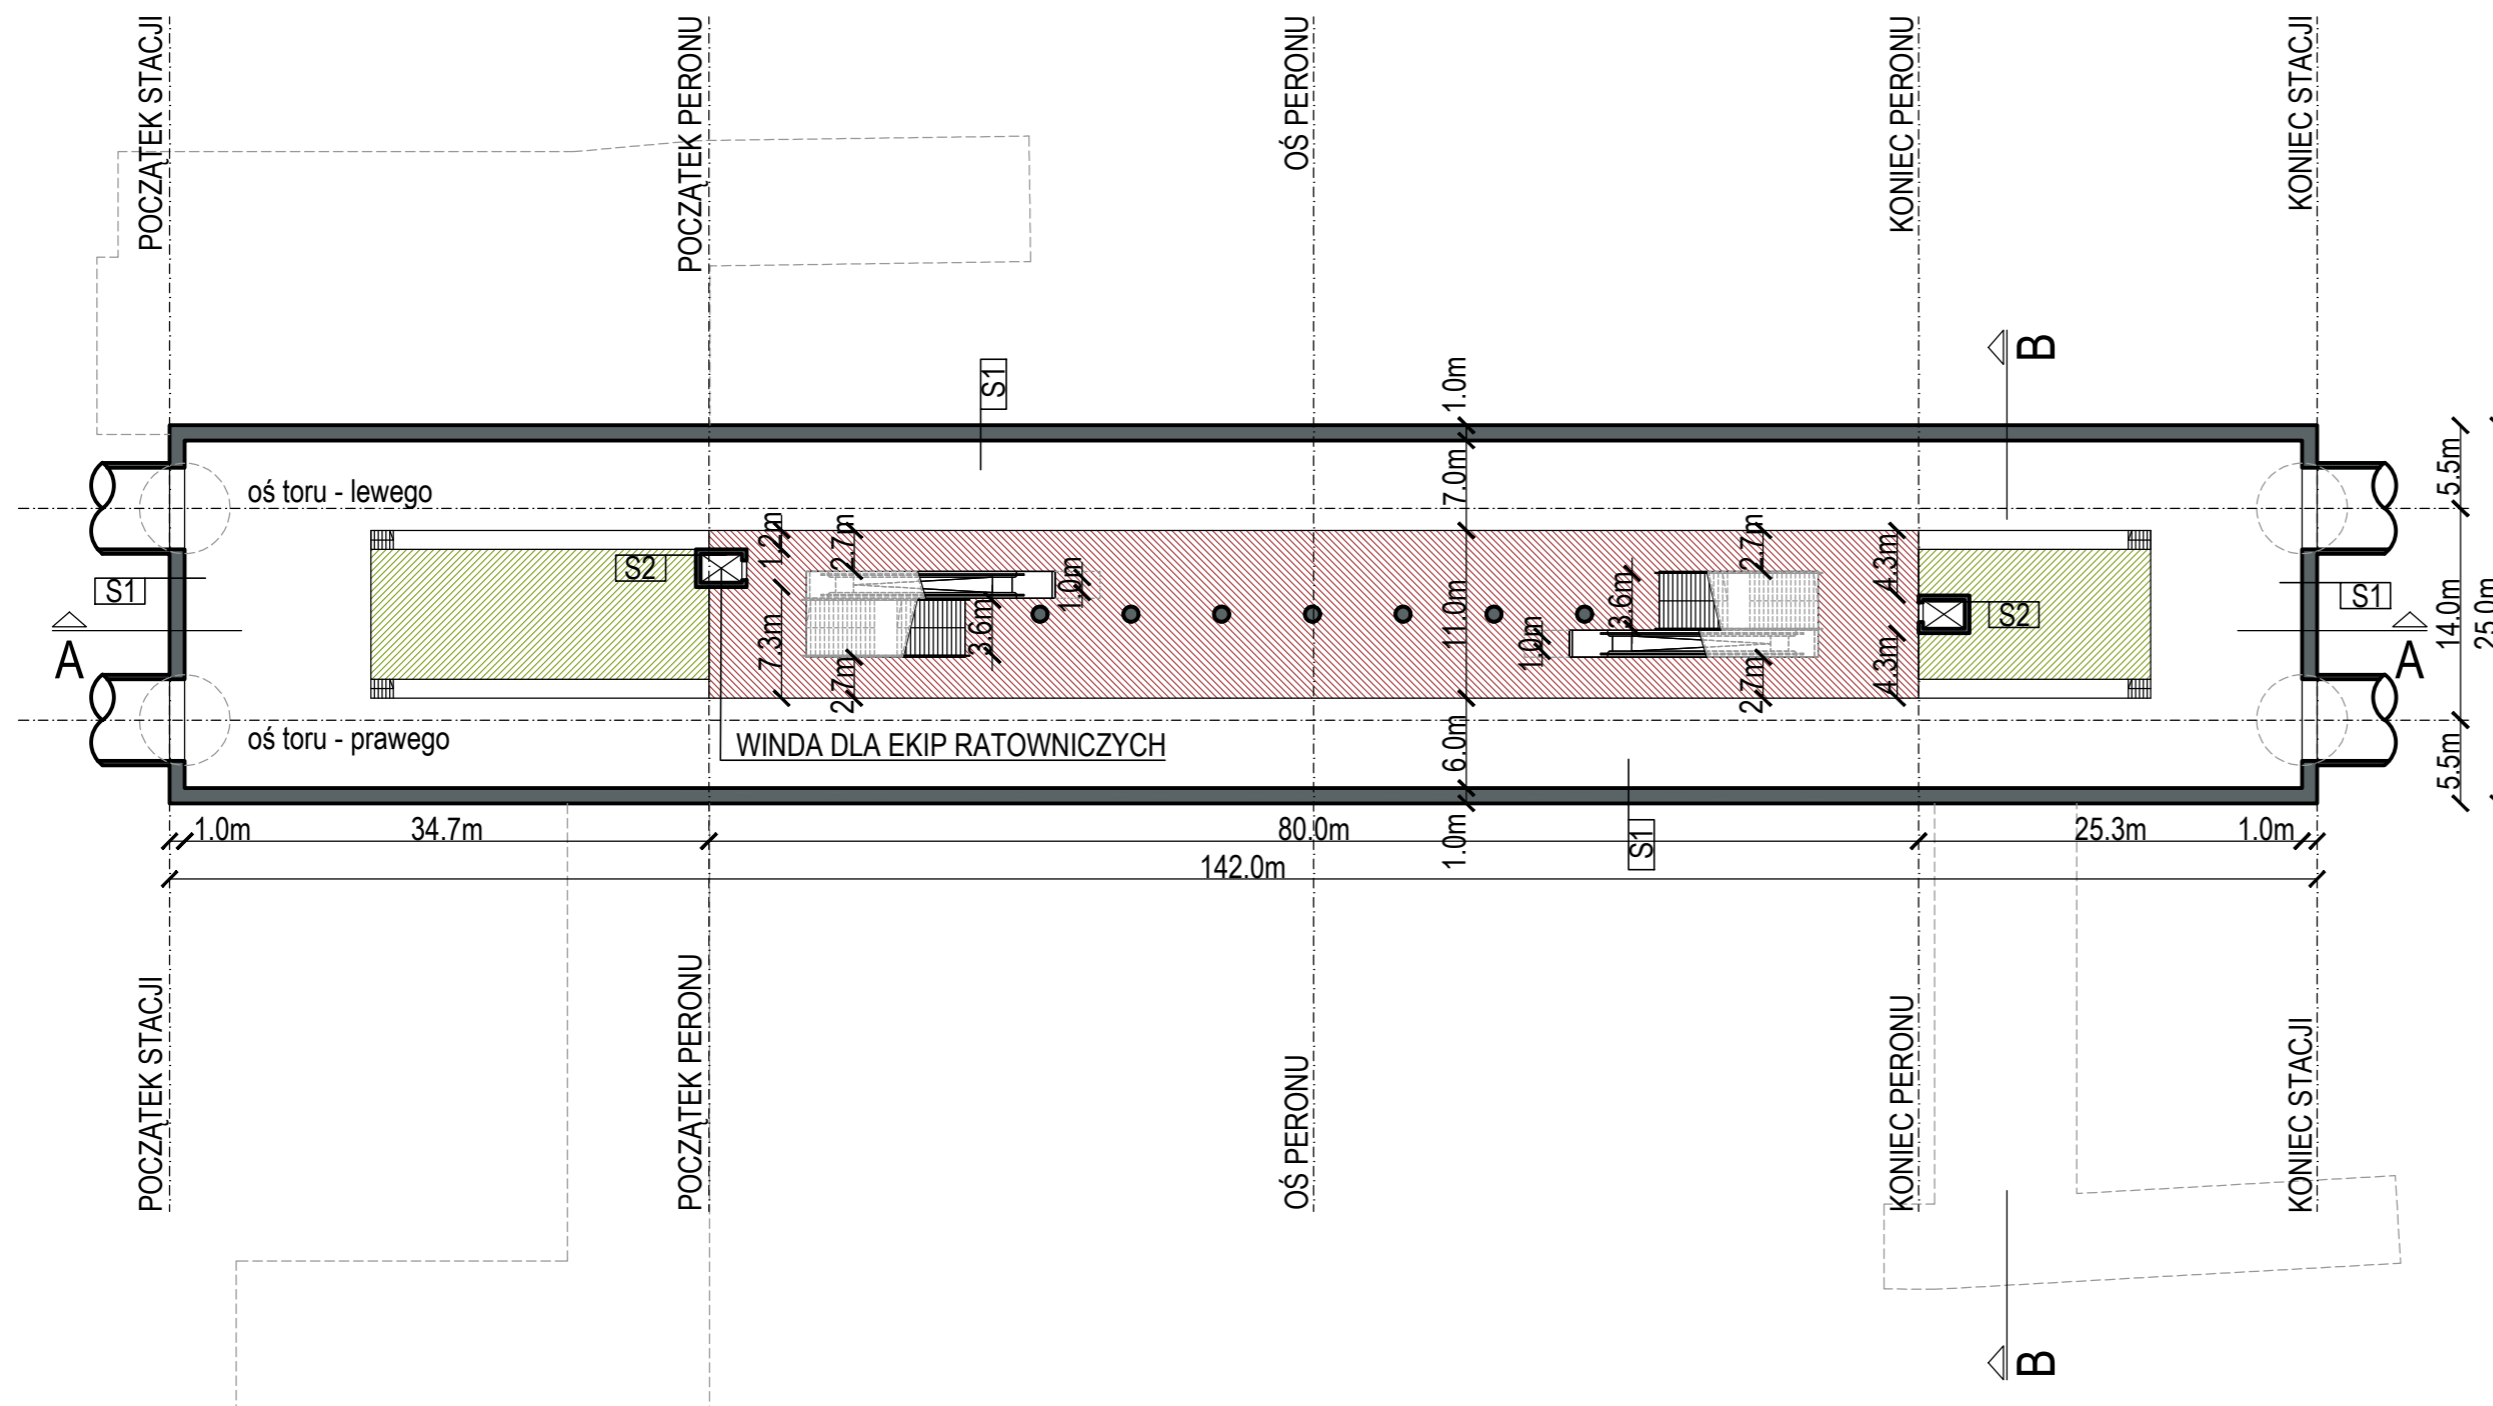 POCZĄTEK STACJI
POCZĄTEK PERONU
OŚ PERONU
KONIEC PERONU
KONIEC STACJI
B
S1
1.0m
7.0m
5.5m
oś toru - lewego
1.2m
2.7m
1.0m
3.6m
2.7m
4.3m
S2
S1
A
7.3m
3.6m
2.7m
11.0m
1.0m
2.7m
4.3m
S2
S1
A
14.0m
25.0m
oś toru - prawego
WINDA DLA EKIP RATOWNICZYCH
6.0m
5.5m
1.0m
34.7m
80.0m
1.0m
S1
25.3m
1.0m
142.0m
POCZĄTEK STACJI
POCZĄTEK PERONU
OŚ PERONU
KONIEC PERONU
KONIEC STACJI
B